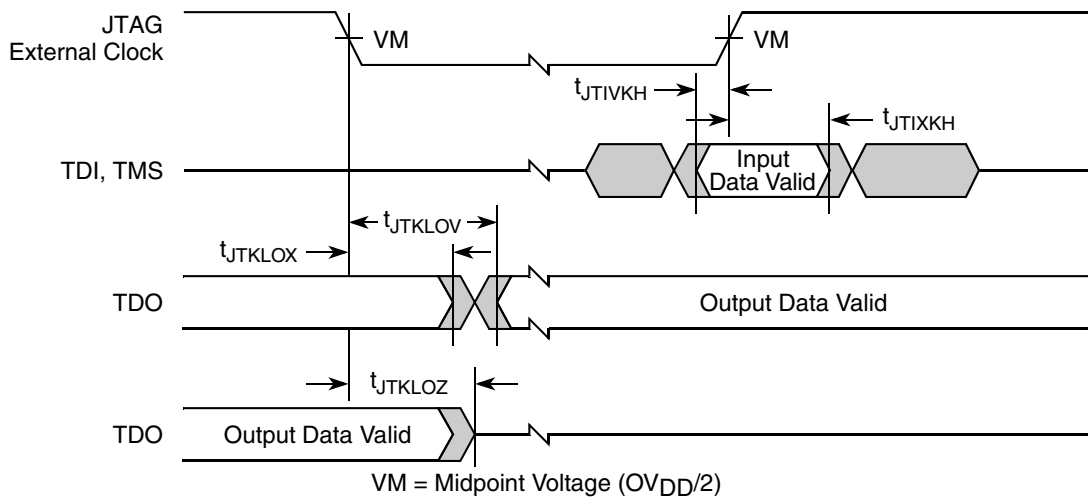 JTAG
External Clock
VM
VM
tJTIVKH
tJTIXKH
TDI, TMS
Input
Data Valid
tJTKLOV
tJTKLOX
TDO
Output Data Valid
tJTKLOZ
TDO
Output Data Valid
VM = Midpoint Voltage (OVDD/2)